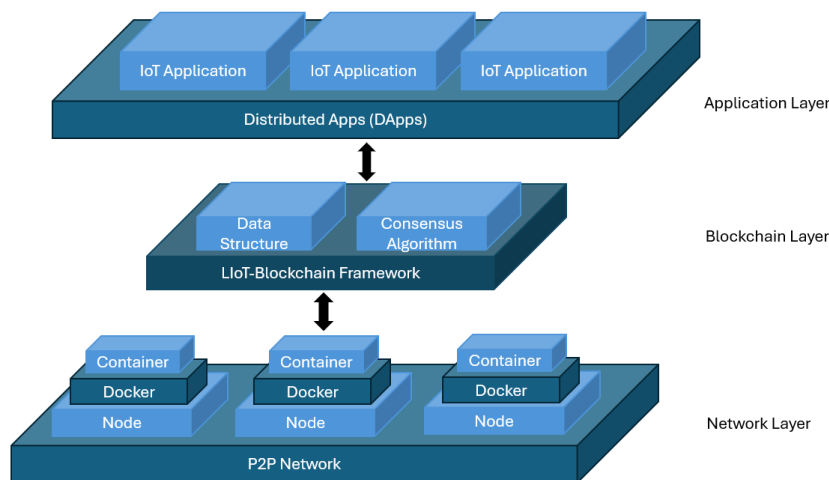 IoT Application
IoT Application
IoT Application
Application Layer
Distributed Apps (DApps)
Data
Structure
Consensus
Algorithm
Blockchain Layer
LIoT-Blockchain Framework
Container
Container
Container
Docker
Docker
Docker
Node
Node
Node
Network Layer
P2P Network